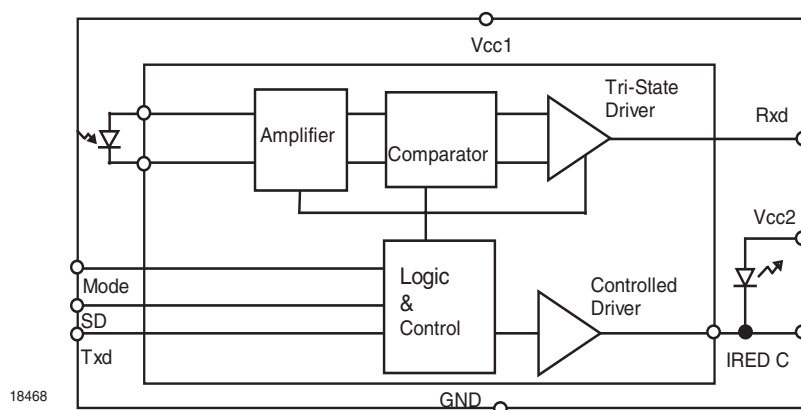 Vcc1
Tri-State
Driver
Rxd
Amplifier
Comparator
Vcc2
Mode
Logic
&
Control
Controlled
Driver
SD
Txd
IRED C
18468
GND